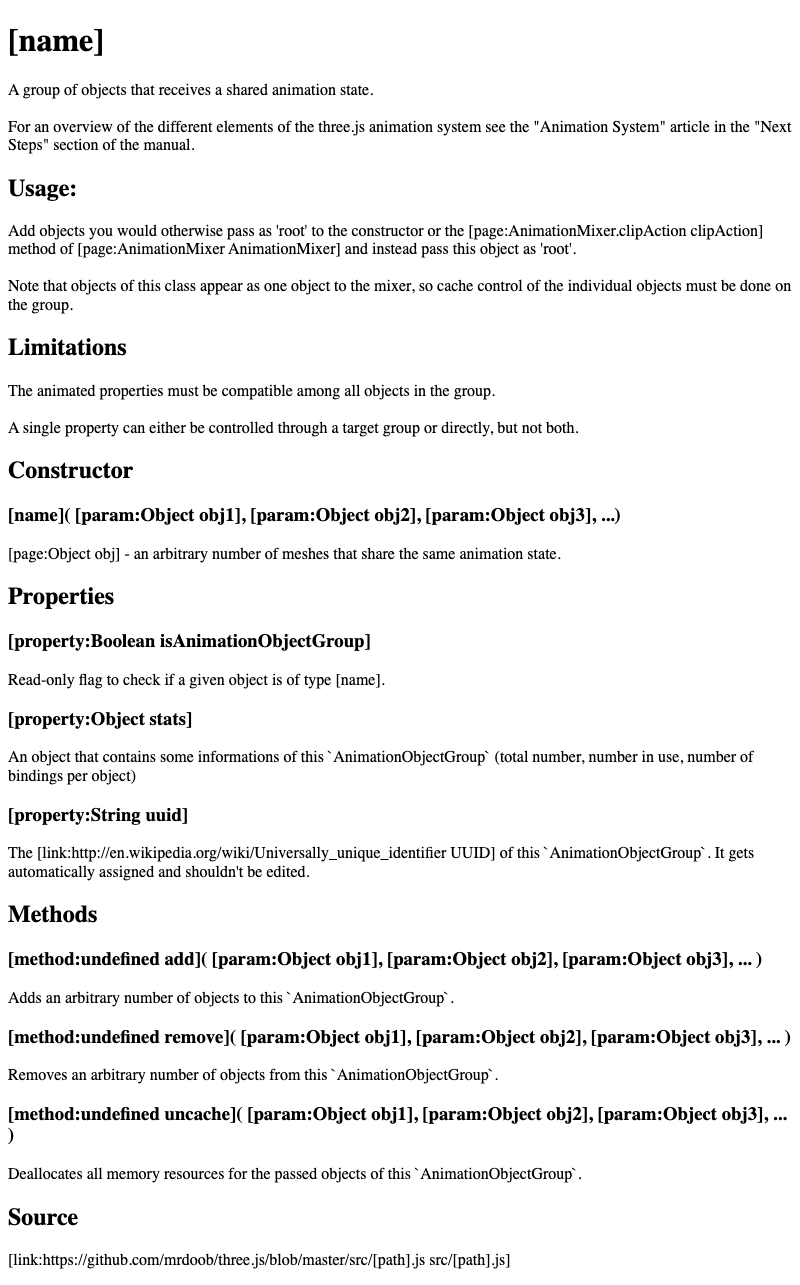 [name]
A group of objects that receives a shared animation state.
For an overview of the different elements of the three.js animation system see the "Animation System" article in the "Next
Steps" section of the manual.
Usage:
Add objects you would otherwise pass as 'root' to the constructor or the [page:AnimationMixer.clipAction clipAction]
method of [page:AnimationMixer AnimationMixer] and instead pass this object as 'root'.
Note that objects of this class appear as one object to the mixer, so cache control of the individual objects must be done on
the group.
Limitations
The animated properties must be compatible among all objects in the group.
A single property can either be controlled through a target group or directly, but not both.
Constructor
[name]( [param:Object obj1], [param:Object obj2], [param:Object obj3], ...)
[page:Object obj] - an arbitrary number of meshes that share the same animation state.
Properties
[property:Boolean isAnimationObjectGroup]
Read-only flag to check if a given object is of type [name].
[property:Object stats]
An object that contains some informations of this `AnimationObjectGroup` (total number, number in use, number of
bindings per object)
[property:String uuid]
The [link:http://en.wikipedia.org/wiki/Universally_unique_identifier UUID] of this `AnimationObjectGroup`. It gets
automatically assigned and shouldn't be edited.
Methods
[method:undefined add]( [param:Object obj1], [param:Object obj2], [param:Object obj3], ... )
Adds an arbitrary number of objects to this `AnimationObjectGroup`.
[method:undefined remove]( [param:Object obj1], [param:Object obj2], [param:Object obj3], ... )
Removes an arbitrary number of objects from this `AnimationObjectGroup`.
[method:undefined uncache]( [param:Object obj1], [param:Object obj2], [param:Object obj3], ...
)
Deallocates all memory resources for the passed objects of this `AnimationObjectGroup`.
Source
[link:https://github.com/mrdoob/three.js/blob/master/src/[path].js src/[path].js]